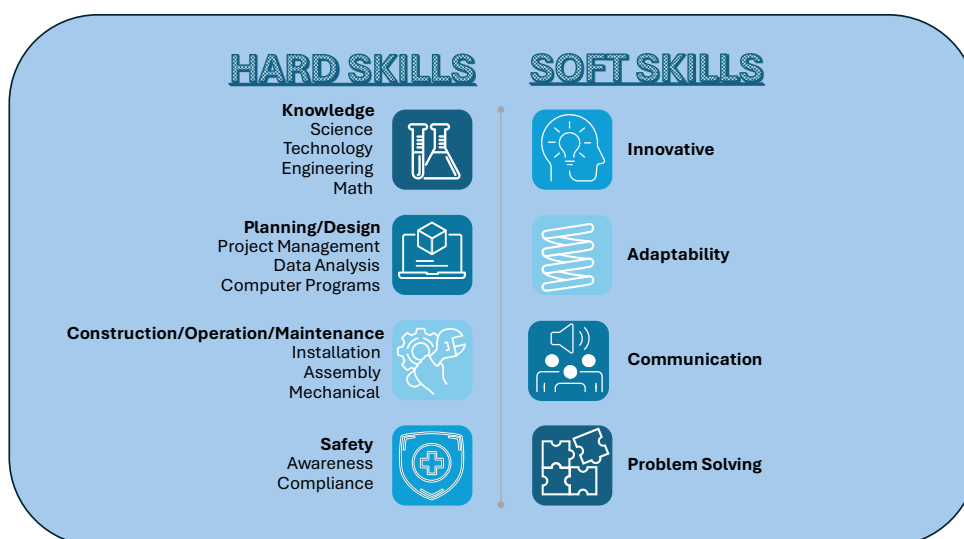 HARD SKILLS
Knowledge
Science
Technology
Engineering
Math
Planning/Design
Project Management
Data Analysis
Computer Programs
Construction/Operation/Maintenance
Installation
Assembly
Mechanical
Safety
Awareness
Compliance
SOFT SKILLS
Innovative
Adaptability
Communication
Problem Solving